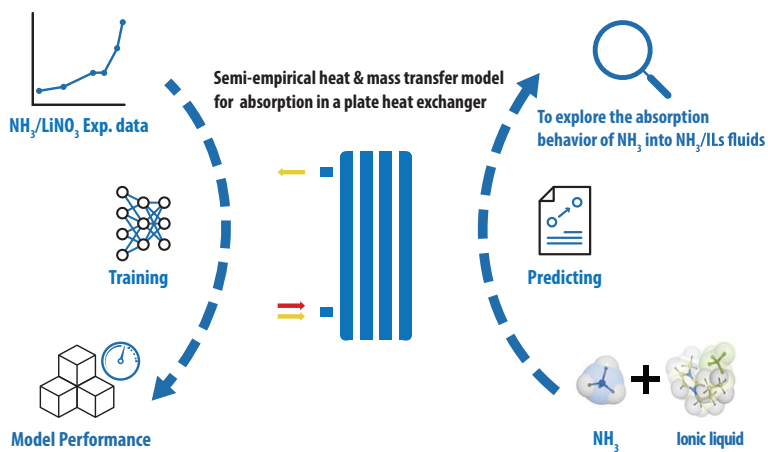 Semi-empirical heat & mass transfer model
for absorption in a plate heat exchanger
NH₃/LiNO₃ Exp. data
Training
Model Performance
To explore the absorption
behavior of NH₃ into NH₃/ILs fluids
Predicting
NH₃
Ionic liquid